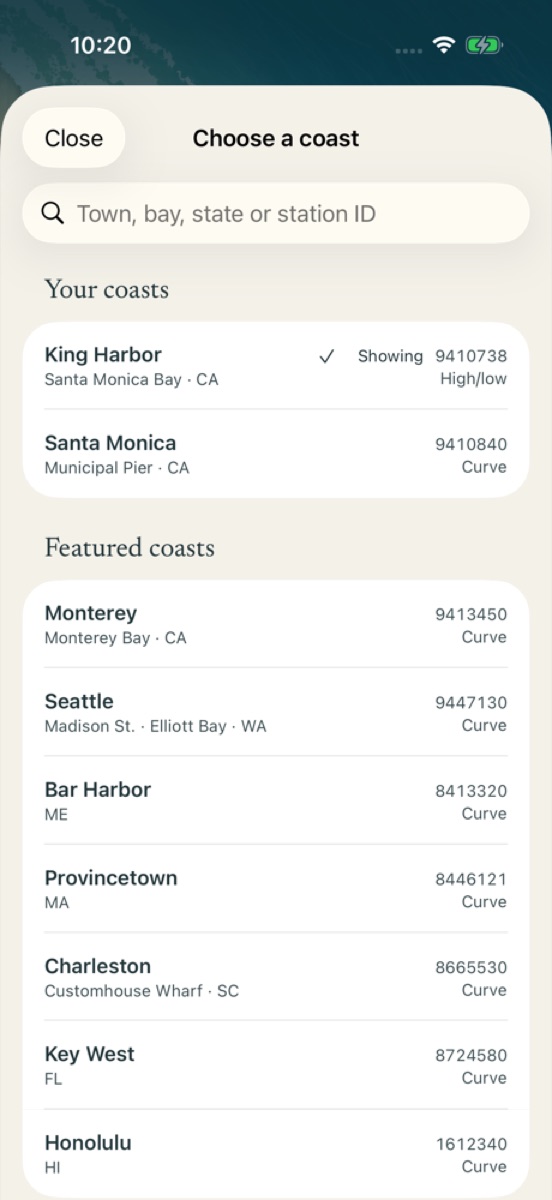 10:20
Close
Choose a coast
Town, bay, state or station ID
Your coasts
King Harbor ✓ Showing 9410738
Santa Monica Bay · CA High/low
Santa Monica 9410840
Municipal Pier · CA Curve
Featured coasts
Monterey 9413450
Monterey Bay · CA Curve
Seattle 9447130
Madison St. · Elliott Bay · WA Curve
Bar Harbor 8413320
ME Curve
Provincetown 8446121
MA Curve
Charleston 8665530
Customhouse Wharf · SC Curve
Key West 8724580
FL Curve
Honolulu 1612340
HI Curve